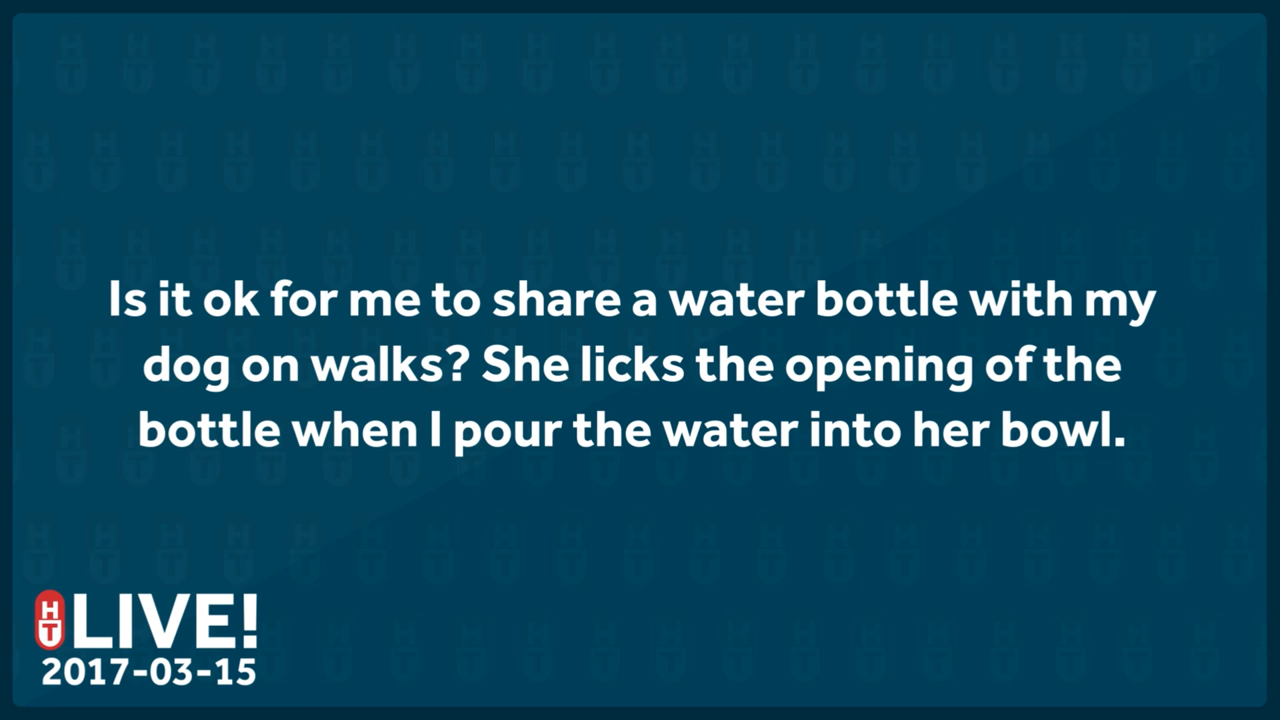 Is it ok for me to share a water bottle with my
dog on walks? She licks the opening of the
bottle when I pour the water into her bowl.
HT LIVE!
2017-03-15